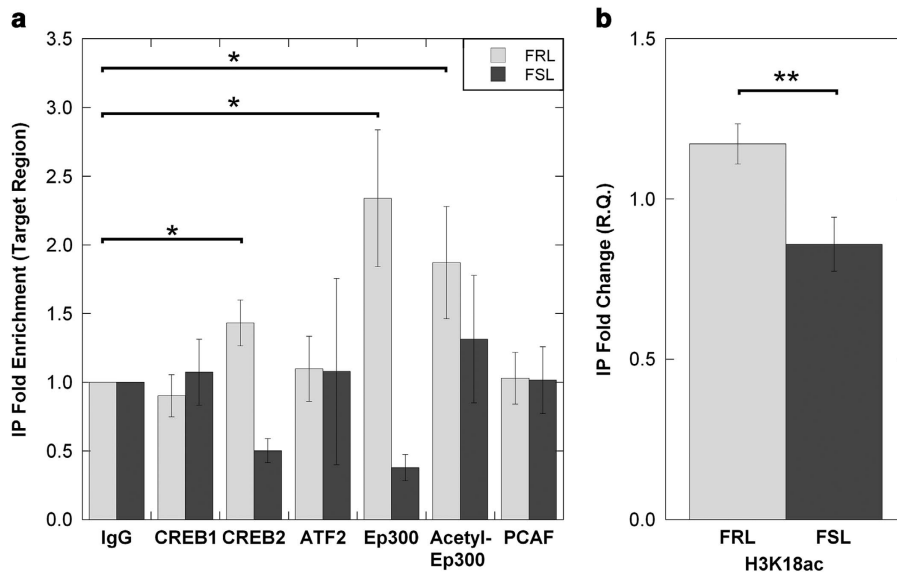 a
3.5
3.0
2.5
2.0
1.5
1.0
0.5
0.0
IP Fold Enrichment (Target Region)
FRL
FSL
*
*
*
IgG CREB1 CREB2 ATF2 Ep300 Acetyl- PCAF
Ep300
b
1.5
1.0
0.5
0.0
IP Fold Change (R.Q.)
**
FRL FSL
H3K18ac